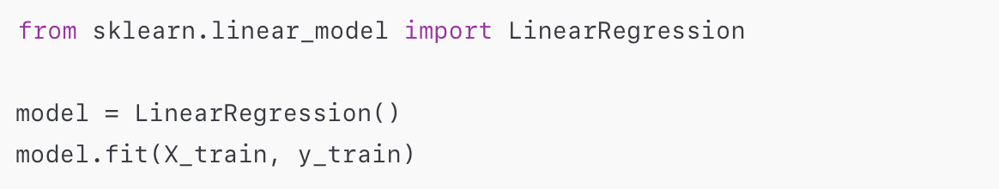 from sklearn.linear_model import LinearRegression
model = LinearRegression()
model.fit(X_train, y_train)